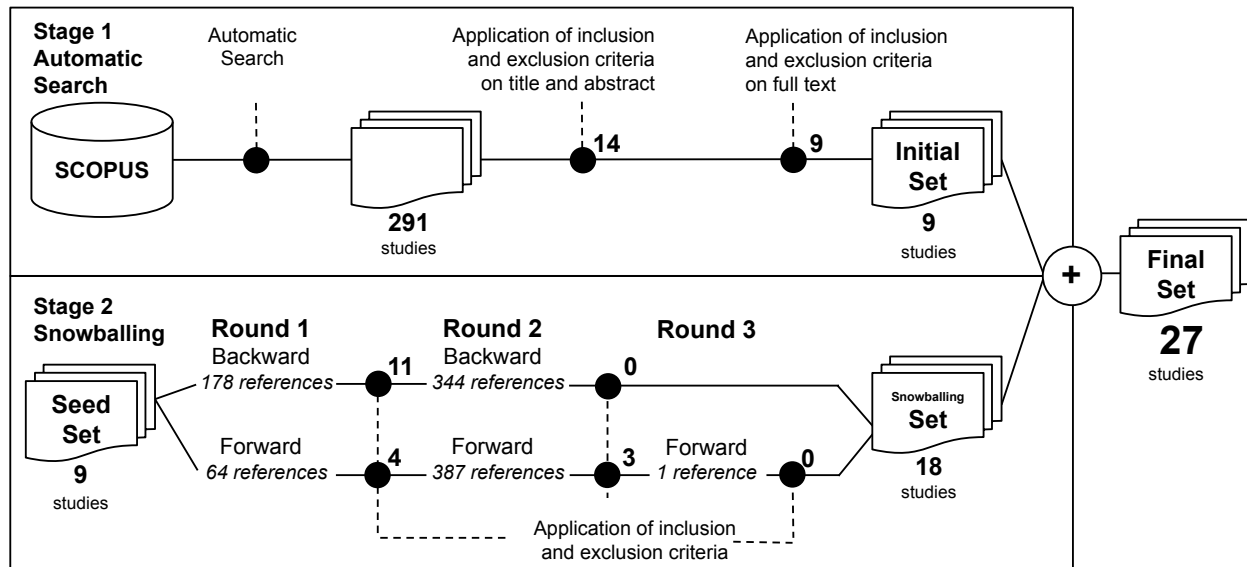 Stage 1
Automatic
Search
Automatic
Search
Application of inclusion
and exclusion criteria
on title and abstract
Application of inclusion
and exclusion criteria
on full text
SCOPUS
291
studies
14
9
Initial
Set
9
studies
+
Final
Set
27
studies
Stage 2
Snowballing
Seed
Set
9
studies
Round 1
Backward
178 references
11
Round 2
Backward
344 references
0
Round 3
Forward
64 references
4
Forward
387 references
3
Forward
1 reference
0
Application of inclusion
and exclusion criteria
Snowballing
Set
18
studies